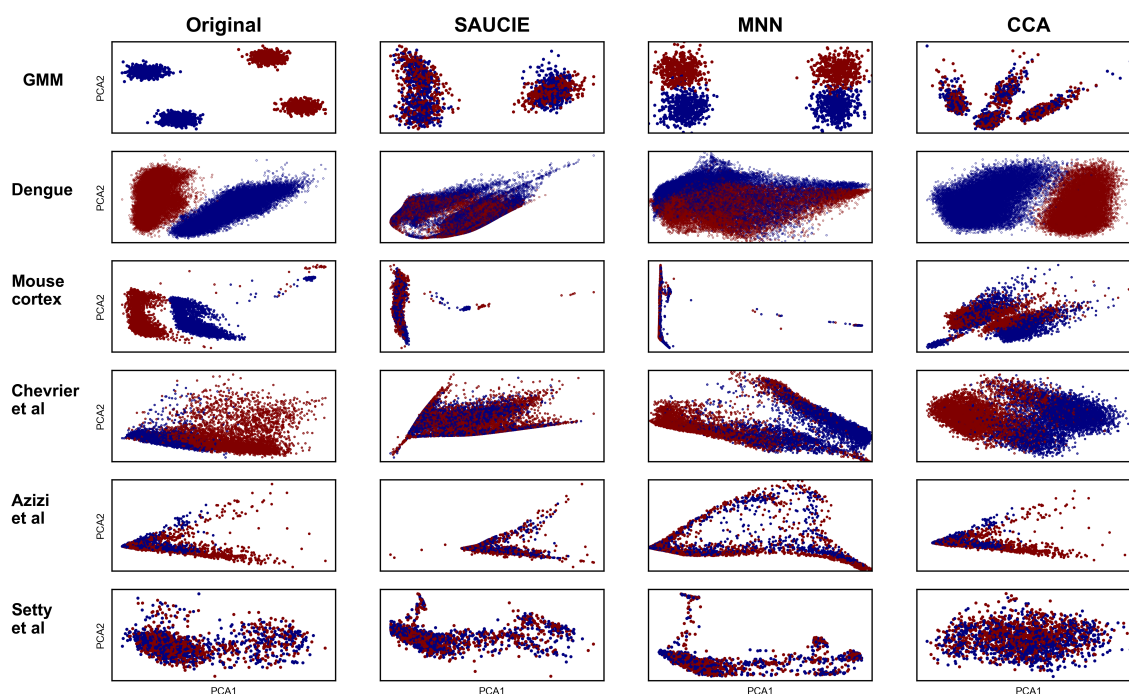 Original SAUCIE MNN CCA
GMM
PCA2
Dengue
PCA2
Mouse
cortex
PCA2
Chevrier
et al
PCA2
Azizi
et al
PCA2
Setty
et al
PCA2
PCA1 PCA1 PCA1 PCA1